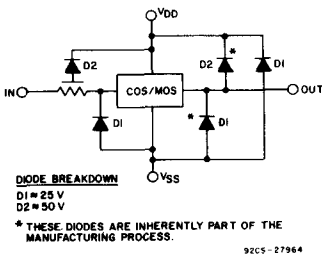 VDD
D2
* D2
D1
IN
COS/MOS
OUT
D1
* D1
VSS
DIODE BREAKDOWN
D1 ≈ 25 V
D2 ≈ 50 V
* THESE DIODES ARE INHERENTLY PART OF THE
MANUFACTURING PROCESS.
92CS-27964